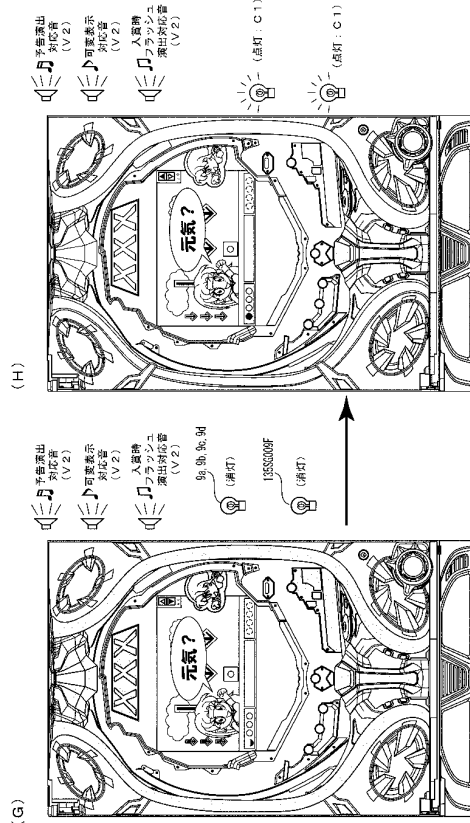 (G)
XXX
元気?
予告演出
対応音
(V2)
可変表示
対応音
(V2)
入賞時
フラッシュ
演出対応音
(V2)
9a, 9b, 9c, 9d
(消灯)
135SG009F
(消灯)
(H)
XXX
元気?
予告演出
対応音
(V2)
可変表示
対応音
(V2)
入賞時
フラッシュ
演出対応音
(V2)
(点灯:C1)
(点灯:C1)